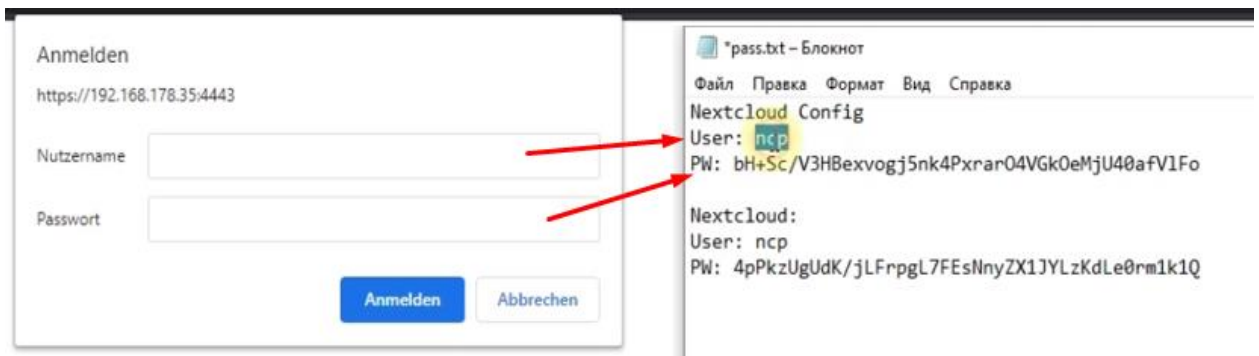 Anmelden
https://192.168.178.35:4443
Nutzername
Passwort
Anmelden Abbrechen
*pass.txt – Блокнот
Файл Правка Формат Вид Справка
Nextcloud Config
User: ncp
PW: bH+Sc/V3HBexvogj5nk4PxrarO4VGkOeMjU40afVlFo
Nextcloud:
User: ncp
PW: 4pPkzUgUdK/jLFrpgL7FEsNnyZX1JYLzKdLe0rm1k1Q